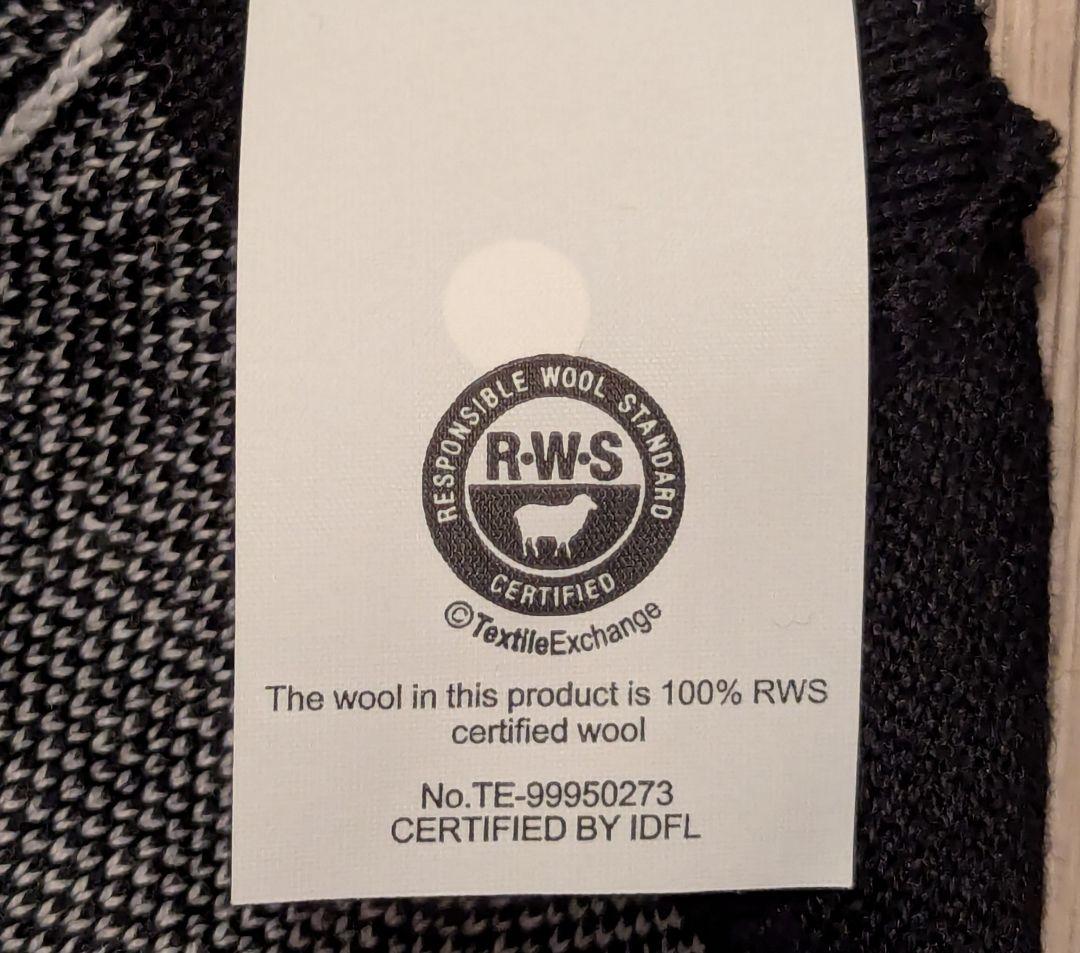 RESPONSIBLE WOOL STANDARD
R·W·S
CERTIFIED
©TextileExchange
The wool in this product is 100% RWS
certified wool
No.TE-99950273
CERTIFIED BY IDFL